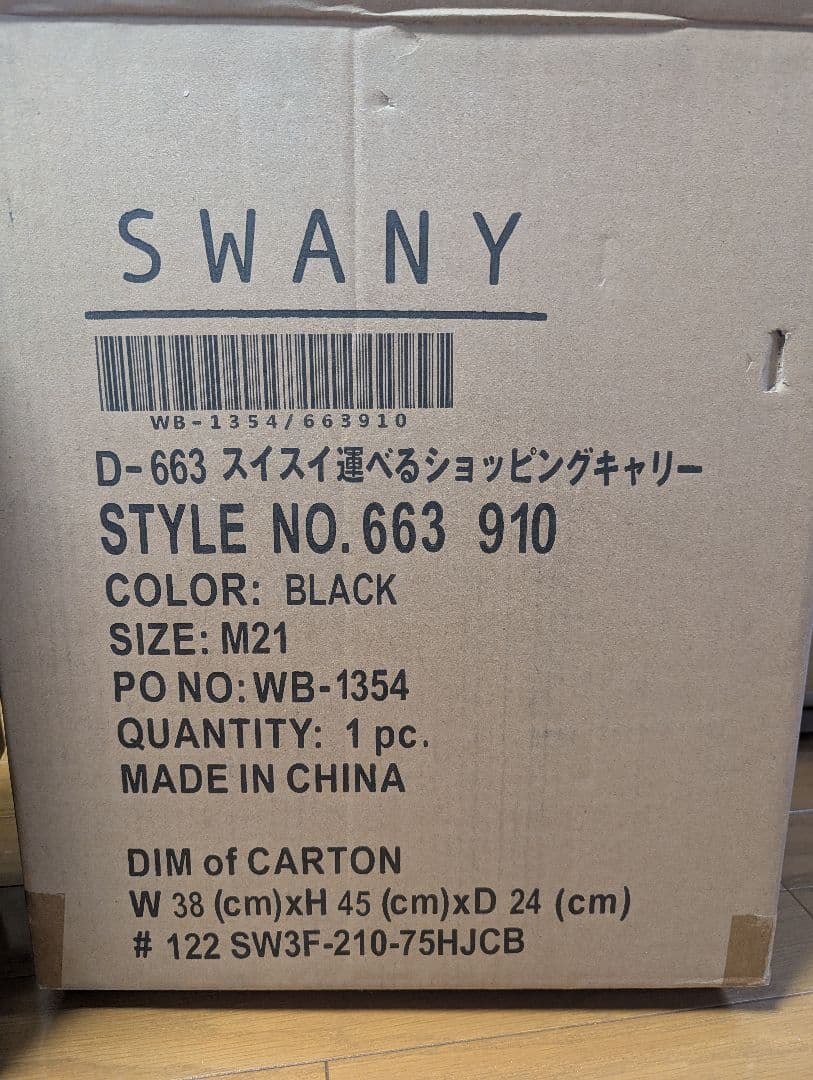 SWANY
WB-1354/663910
D-663 スイスイ運べるショッピングキャリー
STYLE NO.663 910
COLOR: BLACK
SIZE: M21
PO NO:WB-1354
QUANTITY: 1 pc.
MADE IN CHINA
DIM of CARTON
W 38 (cm)xH 45 (cm)xD 24 (cm)
# 122 SW3F-210-75HJCB